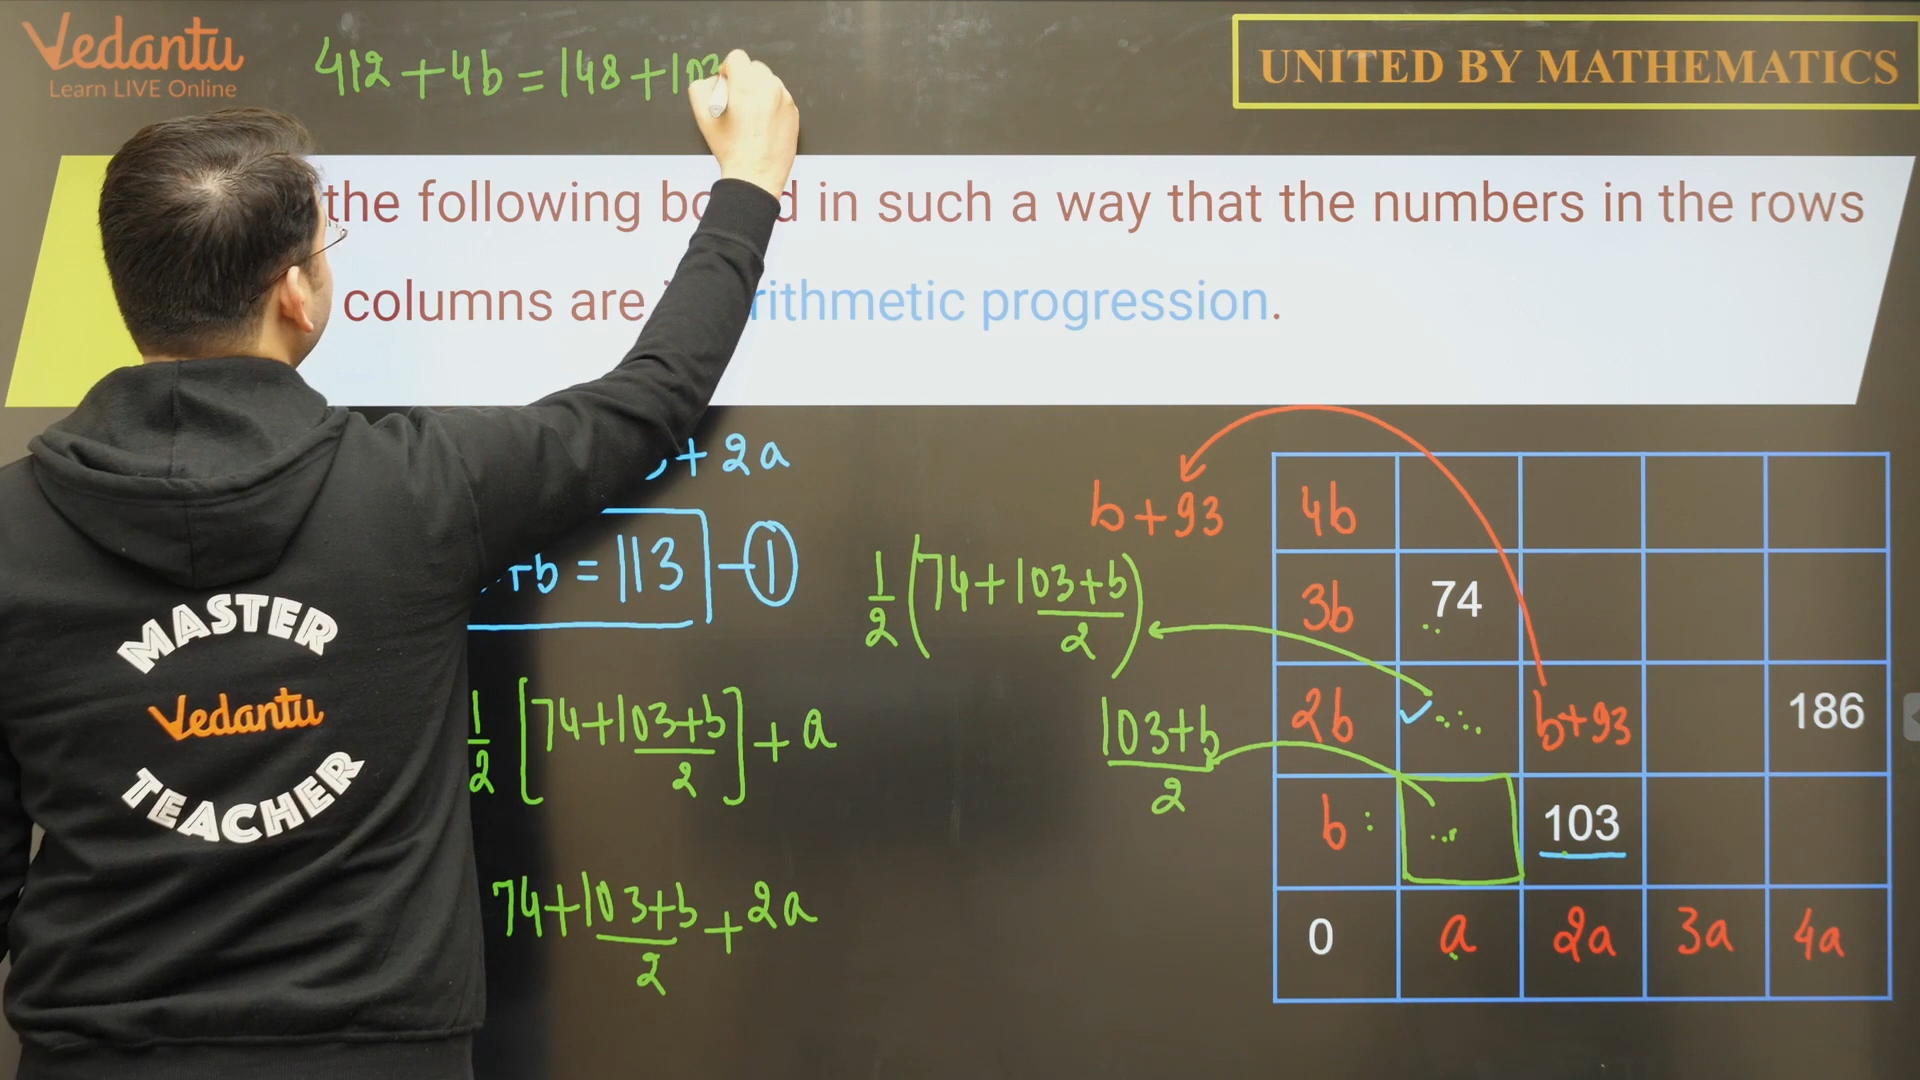 Vedantu
Learn LIVE Online
412 + 4b = 148 + 103
UNITED BY MATHEMATICS
the following in such a way that the numbers in the rows
columns are rithmetic progression.
+ 2a
+b = 113 - 1
1/2 [74 + 103+b/2] + a
74 + 103+b/2 + 2a
b + 93
1/2 (74 + 103+b/2)
103+b/2
4b
3b 74
2b b+93 186
b: 103
0 a 2a 3a 4a
MASTER
Vedantu
TEACHER